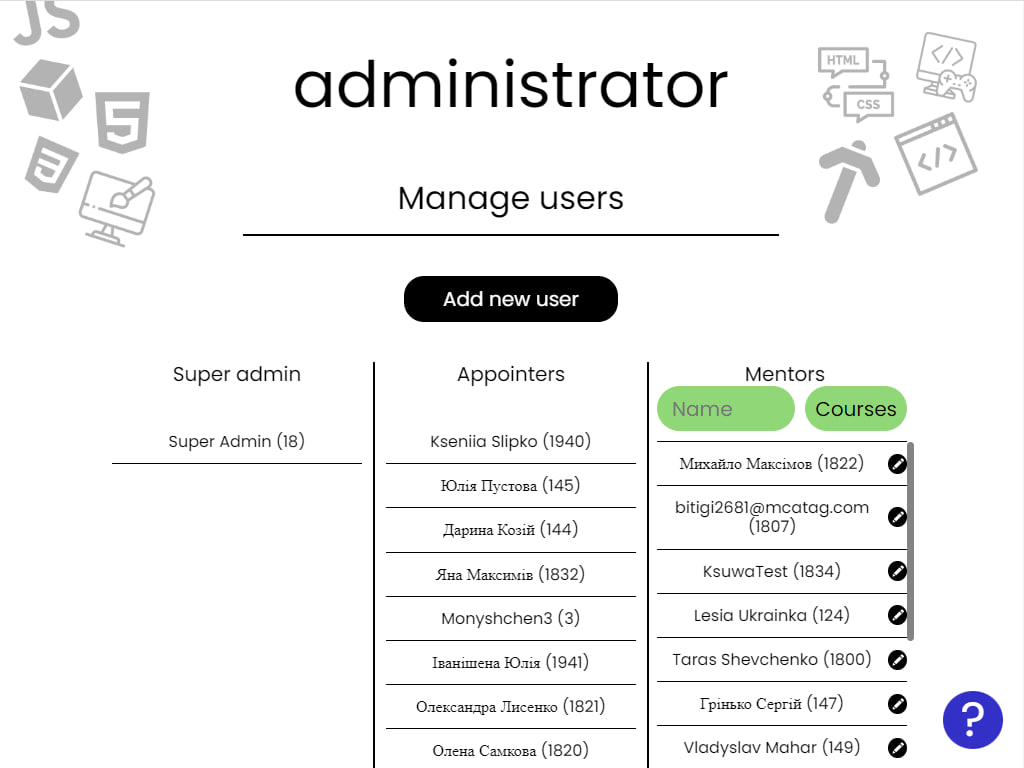 JS
HTML
CSS
administrator
Manage users
Add new user
Super admin
Super Admin (18)
Appointers
Kseniia Slipko (1940)
Юлія Пустова (145)
Дарина Козій (144)
Яна Максимів (1832)
Monyshchen3 (3)
Іванішена Юлія (1941)
Олександра Лисенко (1821)
Олена Самкова (1820)
Mentors
Name
Courses
Михайло Максімов (1822)
bitigi2681@mcatag.com
(1807)
KsuwaTest (1834)
Lesia Ukrainka (124)
Taras Shevchenko (1800)
Грінько Сергій (147)
Vladyslav Mahar (149)
?